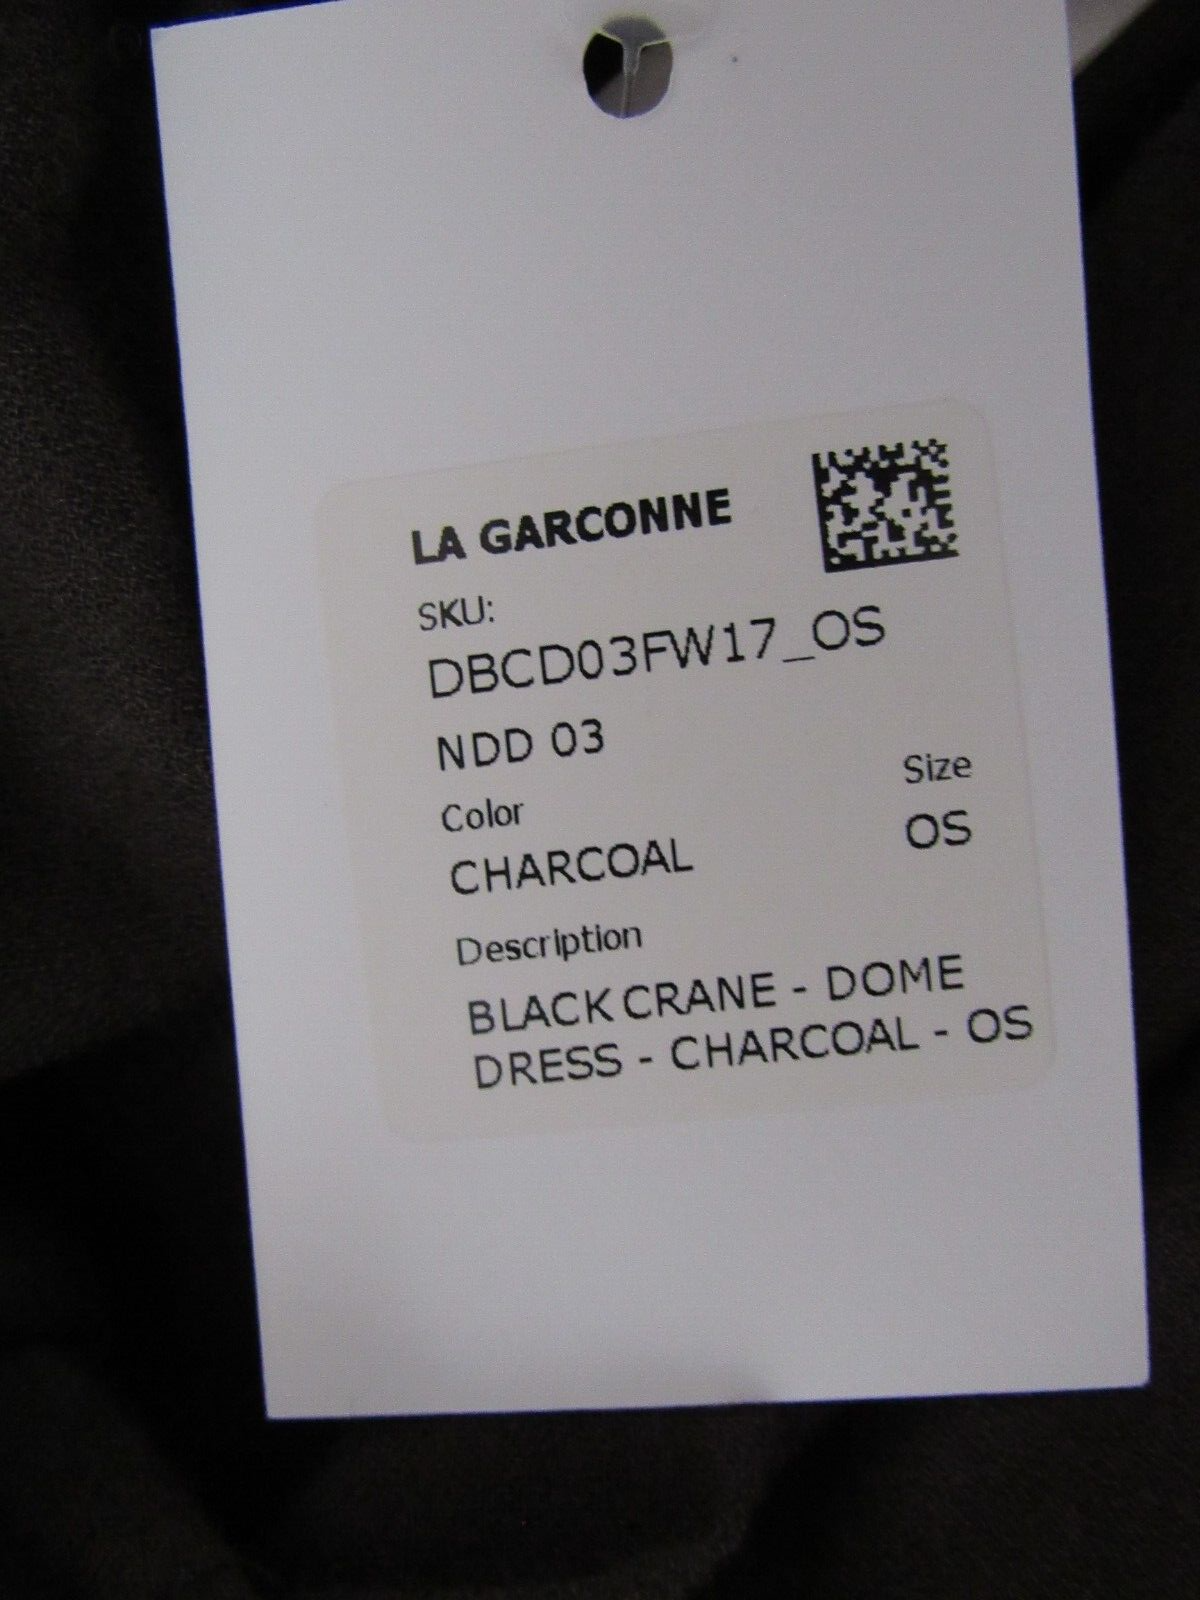 LA GARCONNE
SKU:
DBCD03FW17_OS
NDD 03
Color
Size
CHARCOAL
OS
Description
BLACK CRANE - DOME
DRESS - CHARCOAL - OS